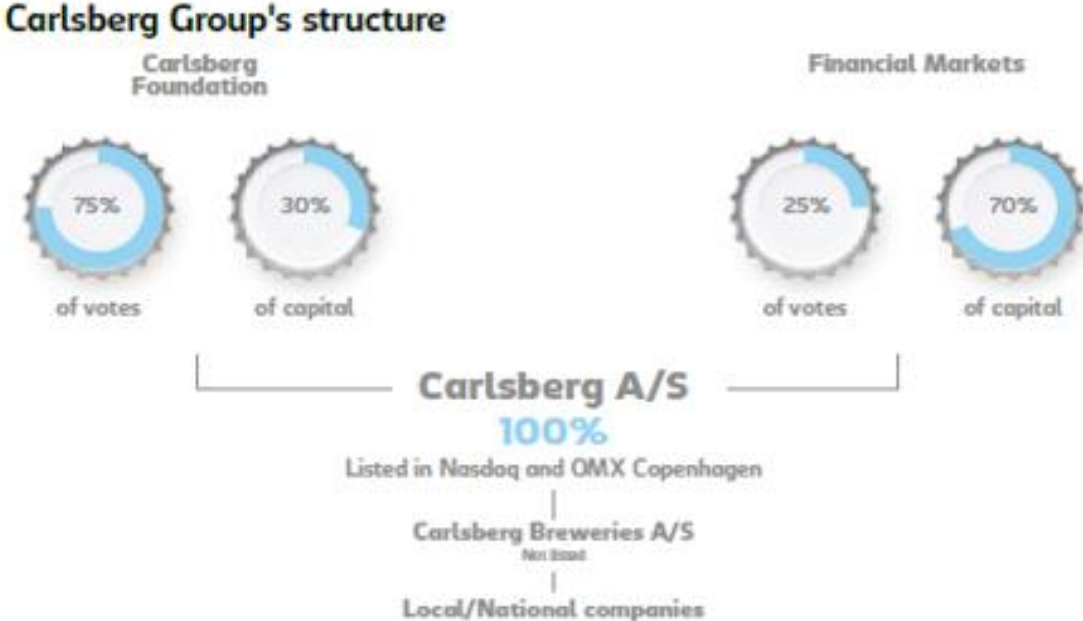 Carlsberg Group's structure
Carlsberg
Foundation
Financial Markets
75%
30%
25%
70%
of votes
of capital
of votes
of capital
Carlsberg A/S
100%
Listed in Nasdaq and OMX Copenhagen
Carlsberg Breweries A/S
Not listed
Local/National companies